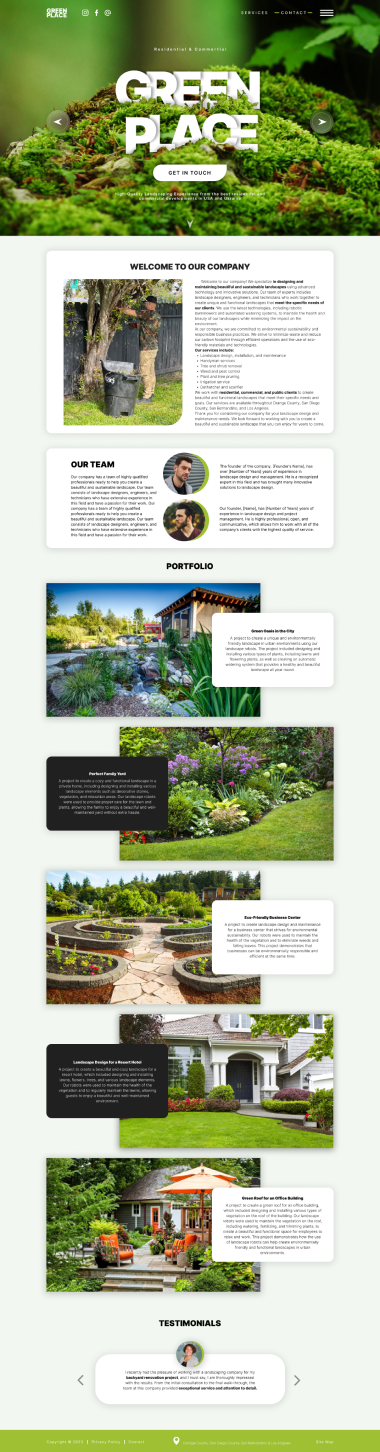 GREEN
PLACE
SERVICES
CONTACT
Residential & Commercial
GREEN
PLACE
GET IN TOUCH
High-Quality Landscaping Experience from the best
commercial developments in USA and Ukraine
WELCOME TO OUR COMPANY
Welcome to our company! We specialize in designing and
maintaining beautiful and sustainable landscapes using advanced
technology and innovative solutions. Our team of experts includes
landscape designers, engineers, and technicians who work together to
create unique and functional landscapes that meet the specific needs of
our clients. We use the latest technologies, including robotic
lawnmowers and automated watering systems, to maintain the health and
beauty of our landscapes while minimizing the impact on the
environment.
At our company, we are committed to environmental sustainability and
responsible business practices. We strive to minimize waste and reduce
our carbon footprint through efficient operations and the use of eco-
friendly materials and technologies.
Our services include:
• Landscape design, installation, and maintenance
• Handyman services
• Tree and shrub removal
• Weed and pest control
• Plant and tree pruning
• Irrigation service
• Dethatcher and scarifier
We work with residential, commercial, and public clients to create
beautiful and functional landscapes that meet their specific needs and
goals. Our services are available throughout Orange County, San Diego
County, San Bernardino, and Los Angeles.
Thank you for considering our company for your landscape design and
maintenance needs. We look forward to working with you to create a
beautiful and sustainable landscape that you can enjoy for years to come.
OUR TEAM
Our company has a team of highly qualified
professionals ready to help you create a
beautiful and sustainable landscape. Our team
consists of landscape designers, engineers, and
technicians who have extensive experience in
this field and have a passion for their work. Our
company has a team of highly qualified
professionals ready to help you create a
beautiful and sustainable landscape. Our team
consists of landscape designers, engineers, and
technicians who have extensive experience in
this field and have a passion for their work.
The founder of the company, [Founder's Name], has
over [Number of Years] years of experience in
landscape design and management. He is a recognized
expert in this field and has brought many innovative
solutions to landscape design.
Our co-founder, [Name], has [Number of Years] years of
experience in landscape design and project
management. He is highly professional, open, and
communicative, which allows him to work with all of the
company's clients with the highest quality of service.
PORTFOLIO
Green Oasis in the City
A project to create a unique and environmentally
friendly landscape in urban environments using our
landscape robots. The project included designing and
installing various types of plants, including lawns and
flowering plants, as well as creating an automatic
watering system that provides a healthy and beautiful
landscape all year round.
Perfect Family Yard
A project to create a cozy and functional landscape in a
private home, including designing and installing various
landscape elements such as decorative stones,
vegetation, and relaxation areas. Our landscape robots
were used to provide proper care for the lawn and
plants, allowing the family to enjoy a beautiful and well-
maintained yard without extra hassle.
Eco-Friendly Business Center
A project to create landscape design and maintenance
for a business center that strives for environmental
sustainability. Our robots were used to maintain the
health of the vegetation and to eliminate weeds and
falling leaves. This project demonstrates that
businesses can be environmentally responsible and
efficient at the same time.
Landscape Design for a Resort Hotel
A project to create a beautiful and cozy landscape for a
resort hotel, which included designing and installing
lawns, flowers, trees, and various landscape elements.
Our robots were used to maintain the health of the
vegetation and to regularly maintain the lawns, allowing
guests to enjoy a beautiful and well-maintained
environment.
Green Roof for an Office Building
A project to create a green roof for an office building,
which included designing and installing various types of
vegetation on the roof of the building. Our landscape
robots were used to maintain the vegetation on the roof,
including watering, fertilizing, and trimming plants, to
create a beautiful and functional space for employees to
relax and work. This project demonstrates how the use
of landscape robots can help create environmentally
friendly and functional landscapes in urban
environments.
TESTIMONIALS
I recently had the pleasure of working with a landscaping company for my
backyard renovation project, and I must say, I am thoroughly impressed
with the results. From the initial consultation to the final walk-through, the
team at this company provided exceptional service and attention to detail.
Copyright © 2023 | Privacy Policy | Contact
Orange County, San Diego County, San Bernardino, & Los Angeles
Site Map